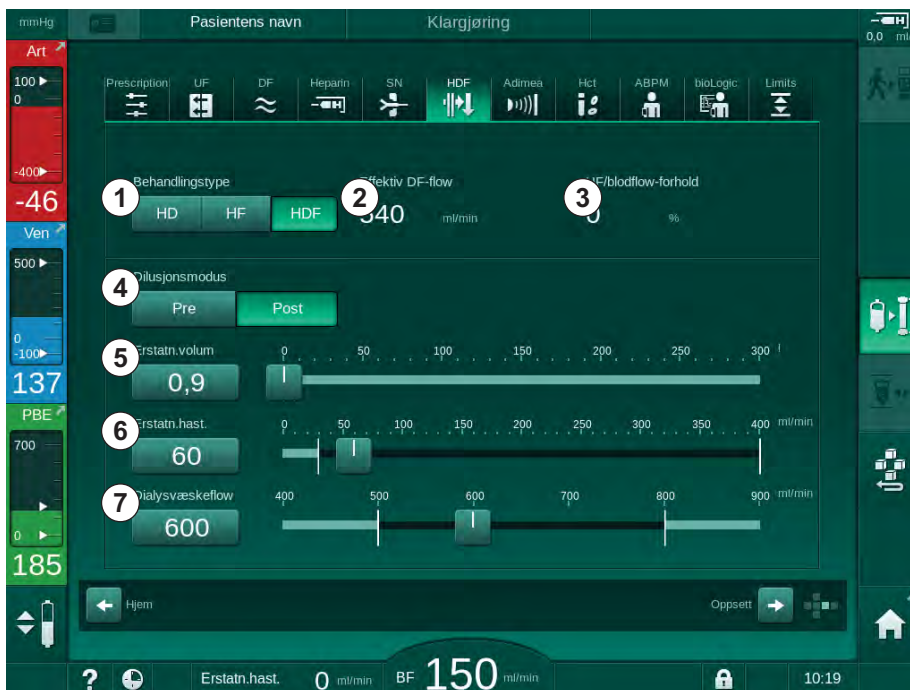 mmHg
Pasientens navn
Klargjøring
0,0
Art
100
0
-400
-46
Ven
500
0
-100
137
PBE
700
0
185
Prescription UF DF Heparin SN HDF Adimea Hct ABPM bioLogic Limits
1 Behandlingstype
HD HF HDF
2 Effektiv DF-flow
540 ml/min
3 UF/blodflow-forhold
0 %
4 Dilusjonsmodus
Pre Post
5 Erstatn.volum
0,9
0 50 100 150 200 250 300 l
6 Erstatn.hast.
60
0 50 100 150 200 250 300 350 400 ml/min
7 Dialysvæskeflow
600
400 500 600 700 800 900 ml/min
Hjem
Oppsett
? Erstatn.hast. 0 ml/min BF 150 ml/min 10:19